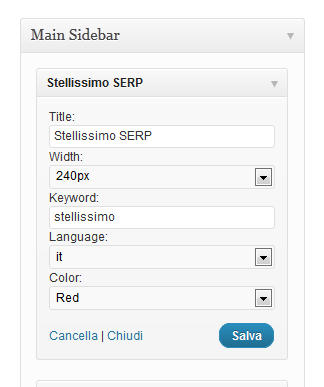 Main Sidebar
Stellissimo SERP
Title:
Stellissimo SERP
Width:
240px
Keyword:
stellissimo
Language:
it
Color:
Red
Cancella | Chiudi
Salva